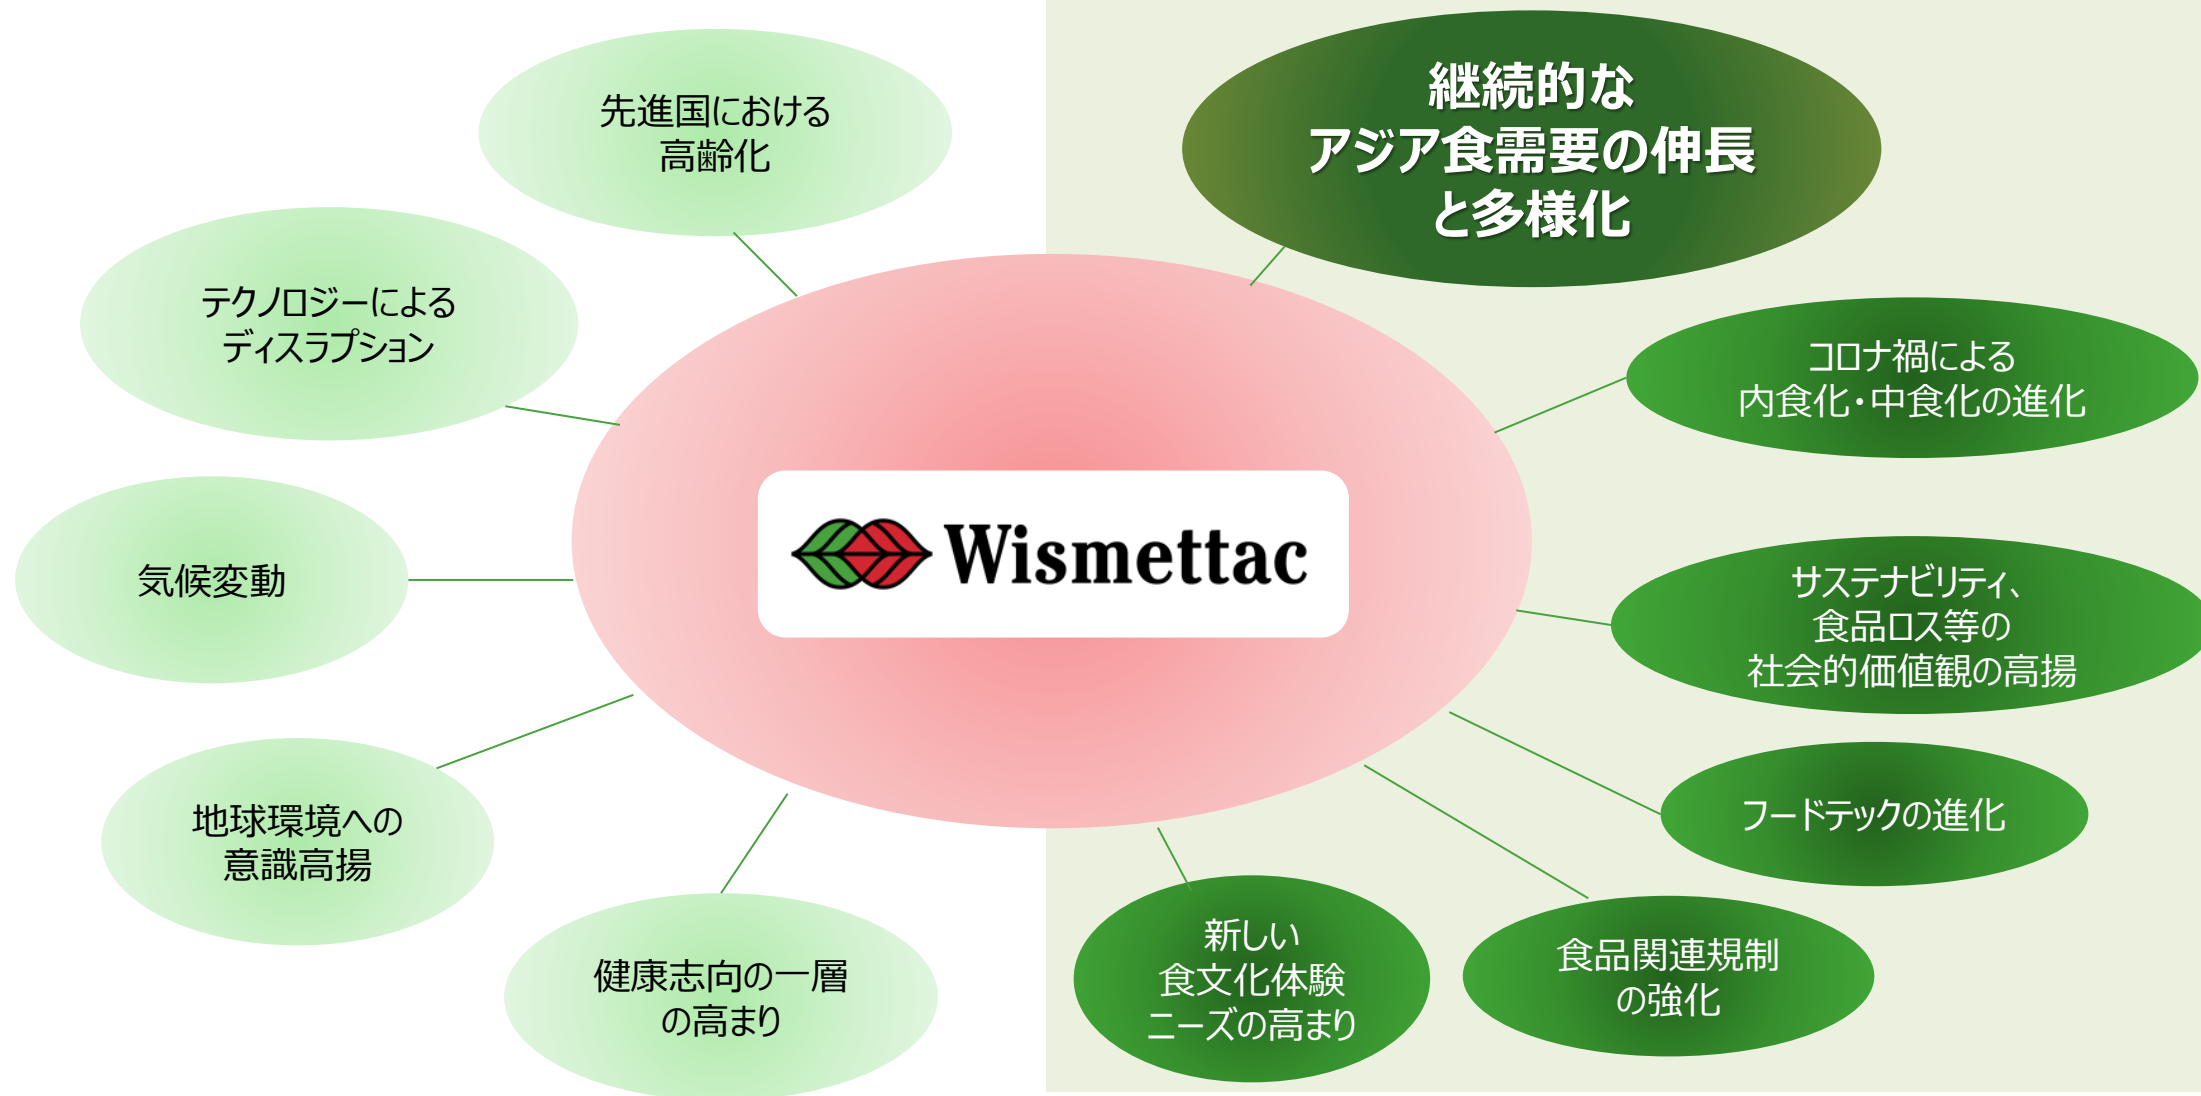 先進国における
高齢化
テクノロジーによる
ディスラプション
気候変動
地球環境への
意識高揚
健康志向の一層
の高まり
Wismettac
継続的な
アジア食需要の伸長
と多様化
コロナ禍による
内食化・中食化の進化
サステナビリティ、
食品ロス等の
社会的価値観の高揚
フードテックの進化
食品関連規制
の強化
新しい
食文化体験
ニーズの高まり